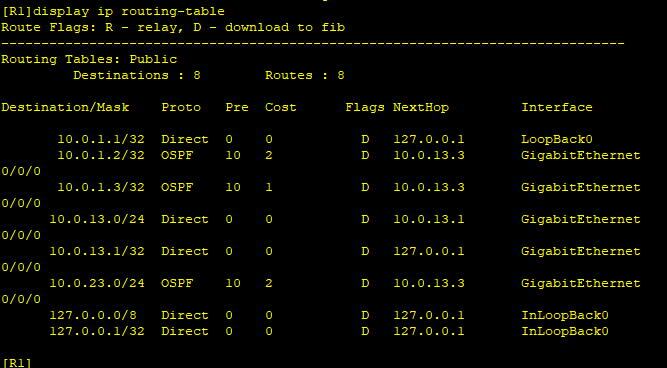 [R1]display ip routing-table
Route Flags: R - relay, D - download to fib
------------------------------------------------------------------------------
Routing Tables: Public
         Destinations : 8        Routes : 8
Destination/Mask    Proto   Pre  Cost      Flags NextHop         Interface
       10.0.1.1/32  Direct  0    0           D   127.0.0.1       LoopBack0
       10.0.1.2/32  OSPF    10   2           D   10.0.13.3       GigabitEthernet
0/0/0
       10.0.1.3/32  OSPF    10   1           D   10.0.13.3       GigabitEthernet
0/0/0
      10.0.13.0/24  Direct  0    0           D   10.0.13.1       GigabitEthernet
0/0/0
      10.0.13.1/32  Direct  0    0           D   127.0.0.1       GigabitEthernet
0/0/0
      10.0.23.0/24  OSPF    10   2           D   10.0.13.3       GigabitEthernet
0/0/0
      127.0.0.0/8   Direct  0    0           D   127.0.0.1       InLoopBack0
      127.0.0.1/32  Direct  0    0           D   127.0.0.1       InLoopBack0
[R1]